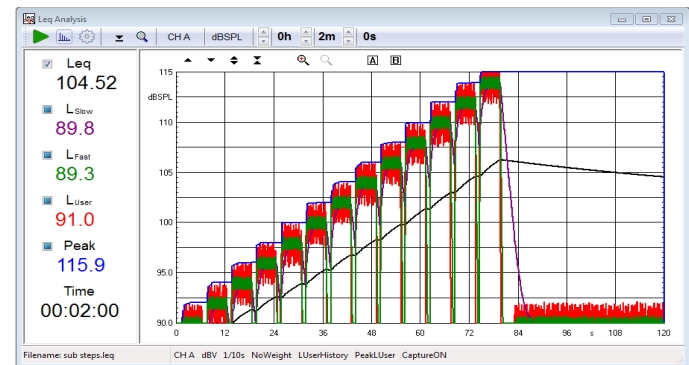 Leq Analysis
CH A dBSPL 0h 2m 0s
Leq
104.52
LSlow
89.8
LFast
89.3
LUser
91.0
Peak
115.9
Time
00:02:00
A B
115
dBSPL
110
105
100
95.0
90.0
0 12 24 36 48 60 72 84 96 s 108 120
Filename: sub steps.leq CH A dBV 1/10s NoWeight LUserHistory PeakLUser CaptureON